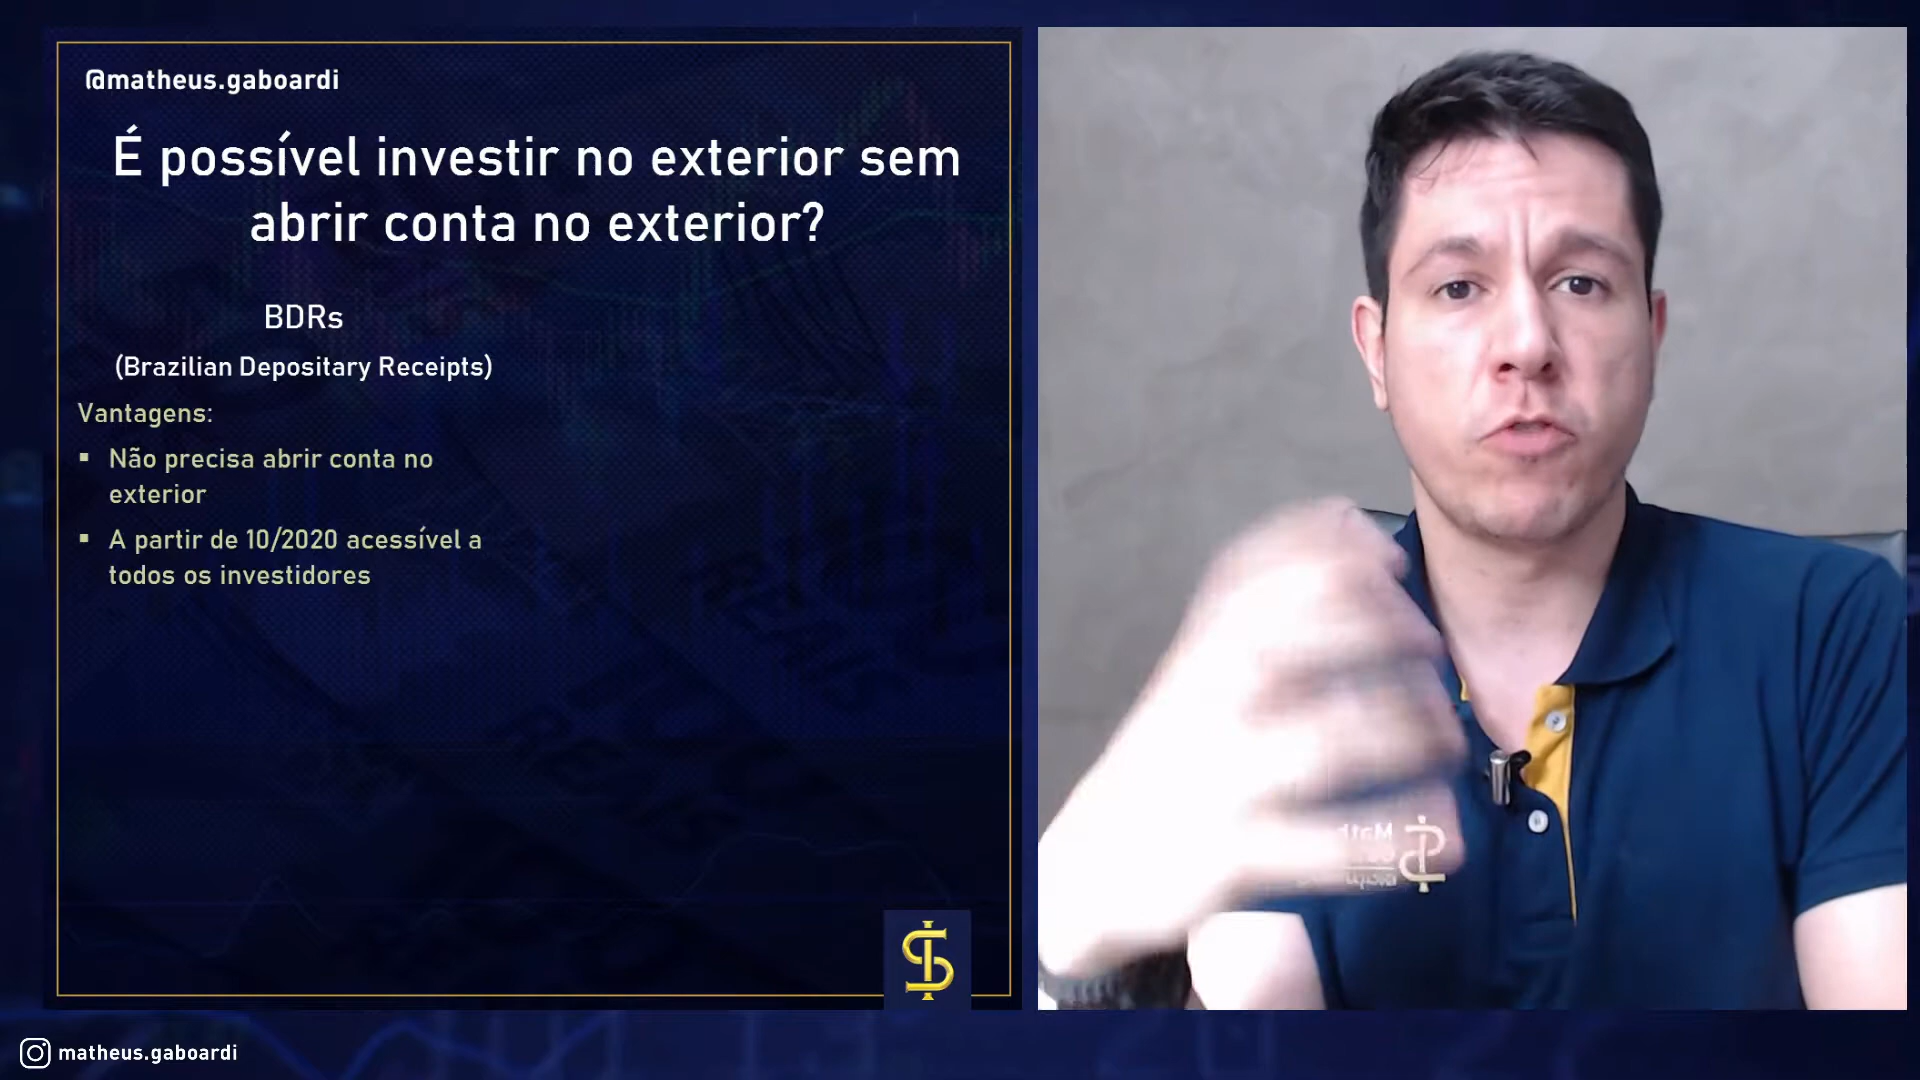 @matheus.gaboardi
É possível investir no exterior sem
abrir conta no exterior?
BDRs
(Brazilian Depositary Receipts)
Vantagens:
▪ Não precisa abrir conta no
exterior
▪ A partir de 10/2020 acessível a
todos os investidores
matheus.gaboardi